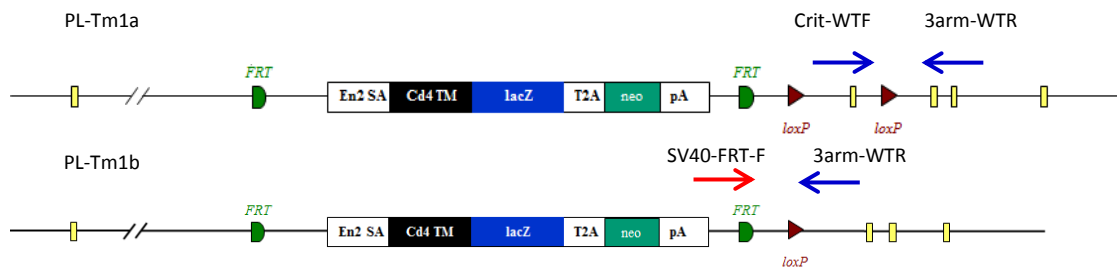 PL-Tm1a Crit-WTF 3arm-WTR
FRT FRT
En2 SA Cd4 TM lacZ T2A neo pA
loxP loxP
PL-Tm1b SV40-FRT-F 3arm-WTR
FRT FRT
En2 SA Cd4 TM lacZ T2A neo pA
loxP